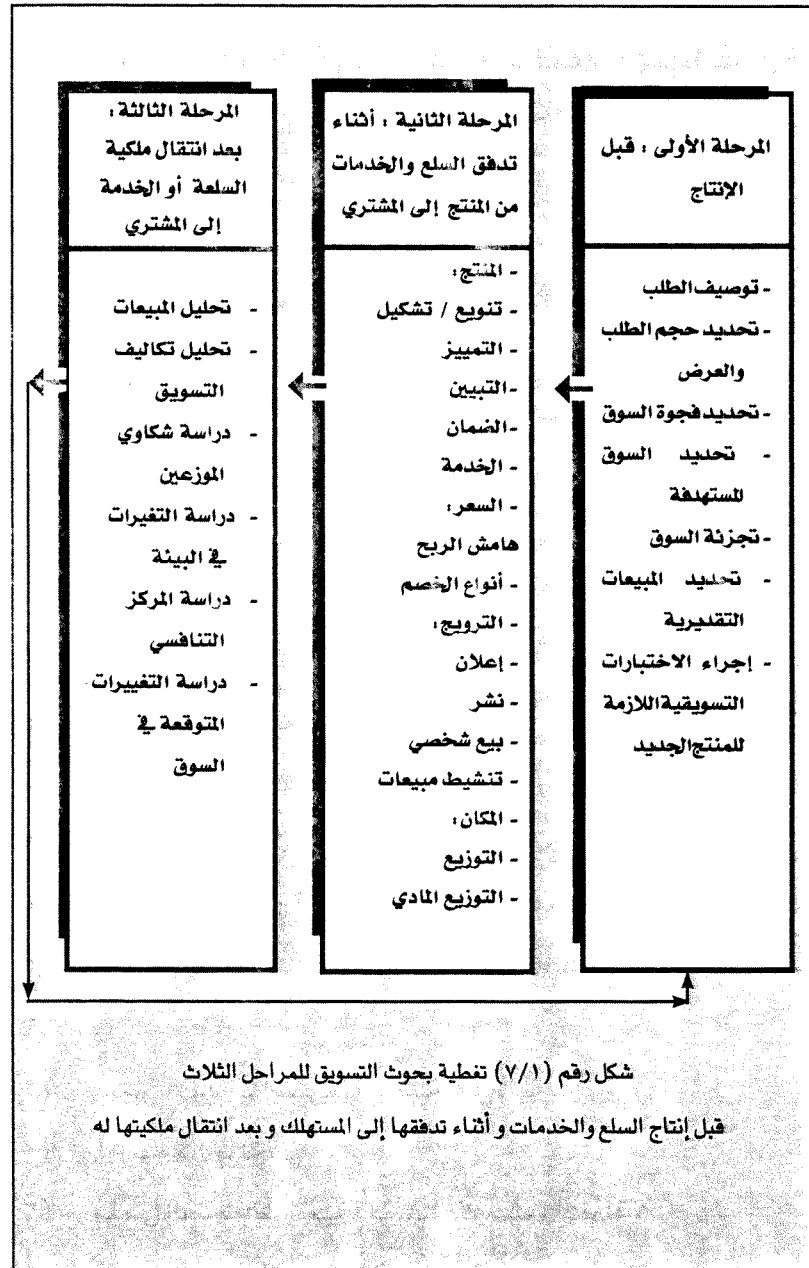 المرحلة الأولى : قبل
الإنتاج
- توصيف الطلب
- تحديد حجم الطلب
والعرض
- تحديد فجوة السوق
- تحديد السوق
المستهدفة
- تجزئة السوق
- تحديد المبيعات
التقديرية
- إجراء الاختبارات
التسويقية اللازمة
للمنتج الجديد
المرحلة الثانية : أثناء
تدفق السلع والخدمات
من المنتج إلى المشتري
- المنتج:
- تنويع / تشكيل
- التمييز
- التبيين
- الضمان
- الخدمة
- السعر:
هامش الربح
- أنواع الخصم
- الترويج:
- إعلان
- نشر
- بيع شخصي
- تنشيط مبيعات
- المكان:
- التوزيع
- التوزيع المادي
المرحلة الثالثة :
بعد انتقال ملكية
السلعة أو الخدمة
إلى المشتري
- تحليل المبيعات
- تحليل تكاليف
التسويق
- دراسة شكاوي
الموزعين
- دراسة التغيرات
في البيئة
- دراسة المركز
التنافسي
- دراسة التغييرات
المتوقعة في
السوق
شكل رقم (٧/١) تغطية بحوث التسويق للمراحل الثلاث
قبل إنتاج السلع والخدمات و أثناء تدفقها إلى المستهلك و بعد انتقال ملكيتها له